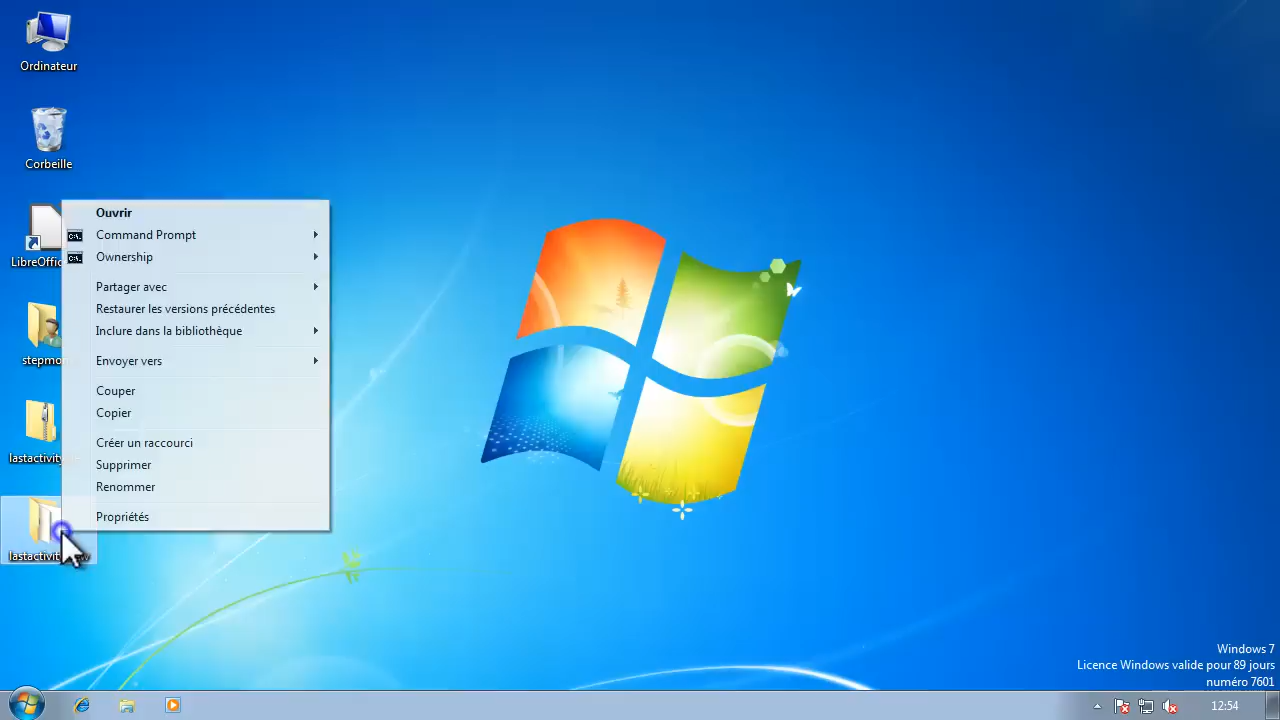 Ordinateur
Corbeille
LibreOffic
stepmo
lastactivity
lastactivit
Ouvrir
Command Prompt
Ownership
Partager avec
Restaurer les versions précédentes
Inclure dans la bibliothèque
Envoyer vers
Couper
Copier
Créer un raccourci
Supprimer
Renommer
Propriétés
Windows 7
Licence Windows valide pour 89 jours
numéro 7601
12:54